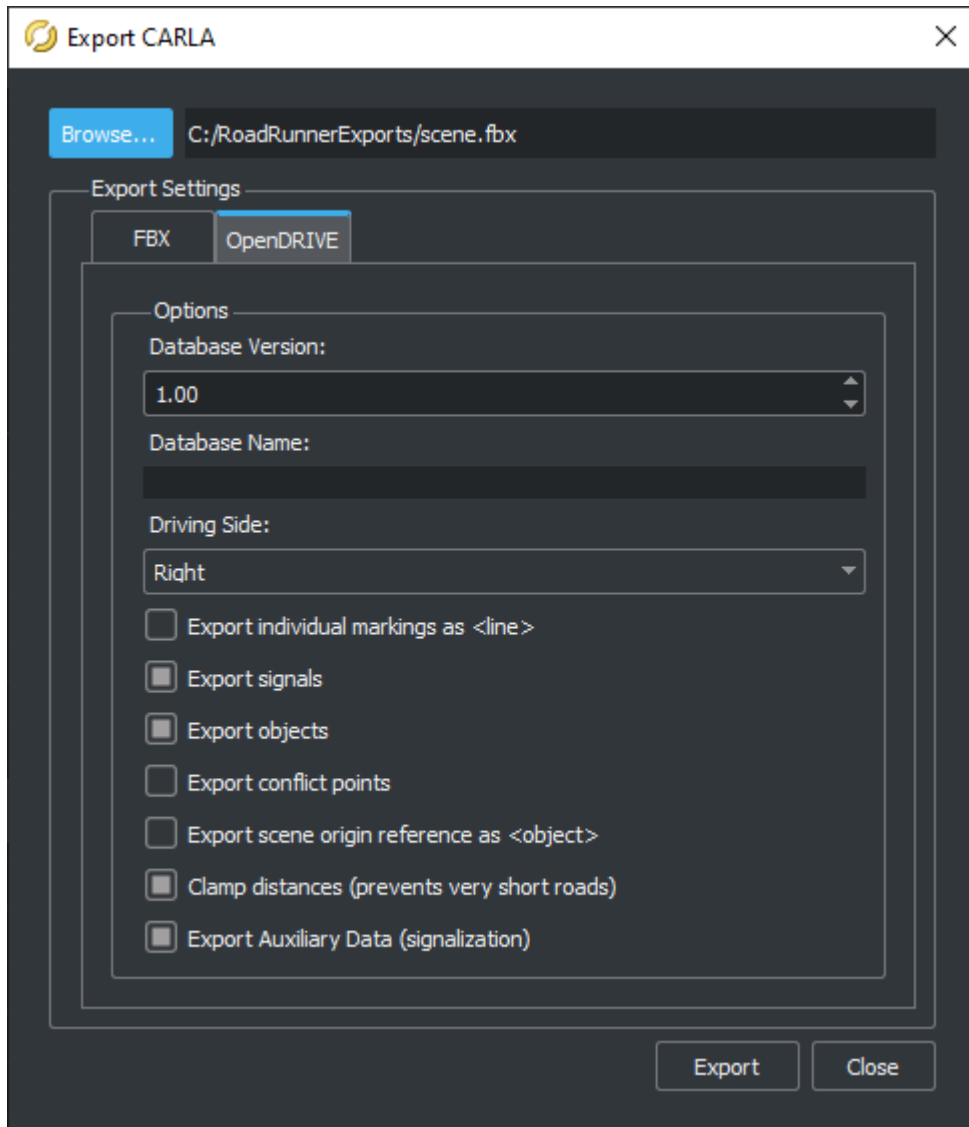 Export CARLA
Browse... C:/RoadRunnerExports/scene.fbx
Export Settings
FBX OpenDRIVE
Options
Database Version:
1.00
Database Name:
Driving Side:
Right
Export individual markings as <line>
Export signals
Export objects
Export conflict points
Export scene origin reference as <object>
Clamp distances (prevents very short roads)
Export Auxiliary Data (signalization)
Export Close